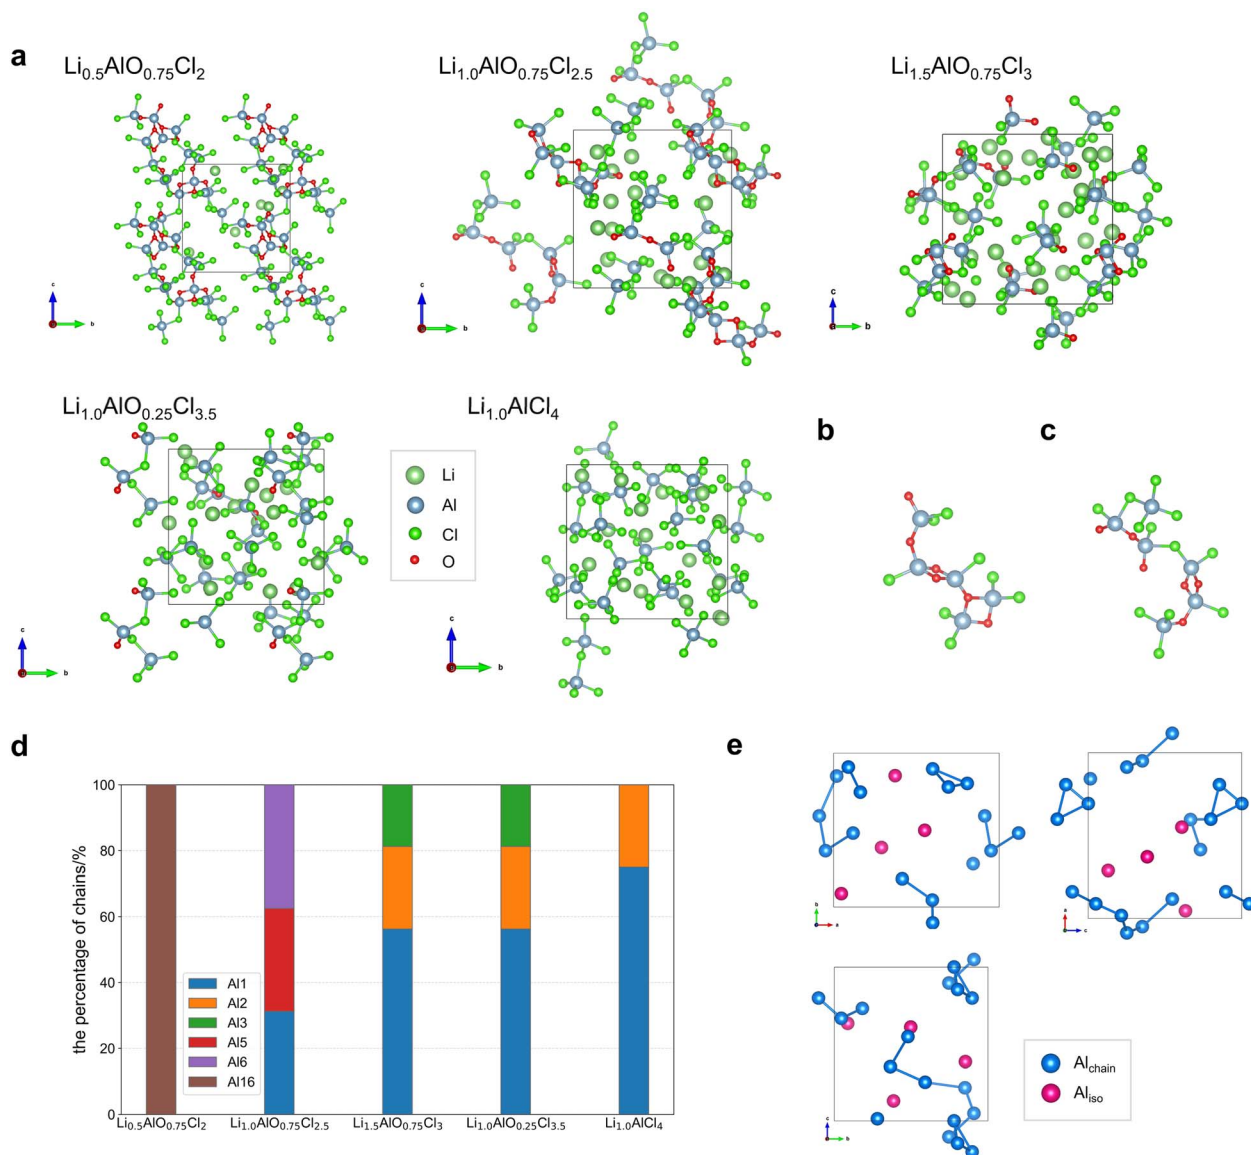 a
Li0.5AlO0.75Cl2
Li1.0AlO0.75Cl2.5
Li1.5AlO0.75Cl3
c
b
c
b
c
a
b
Li1.0AlO0.25Cl3.5
Li1.0AlCl4
Li
Al
Cl
O
c
b
c
b
b
c
d
the percentage of chains/%
100
80
60
40
20
0
Al1
Al2
Al3
Al5
Al6
Al16
Li0.5AlO0.75Cl2
Li1.0AlO0.75Cl2.5
Li1.5AlO0.75Cl3
Li1.0AlO0.25Cl3.5
Li1.0AlCl4
e
b
a
a
c
c
b
Alchain
Aliso